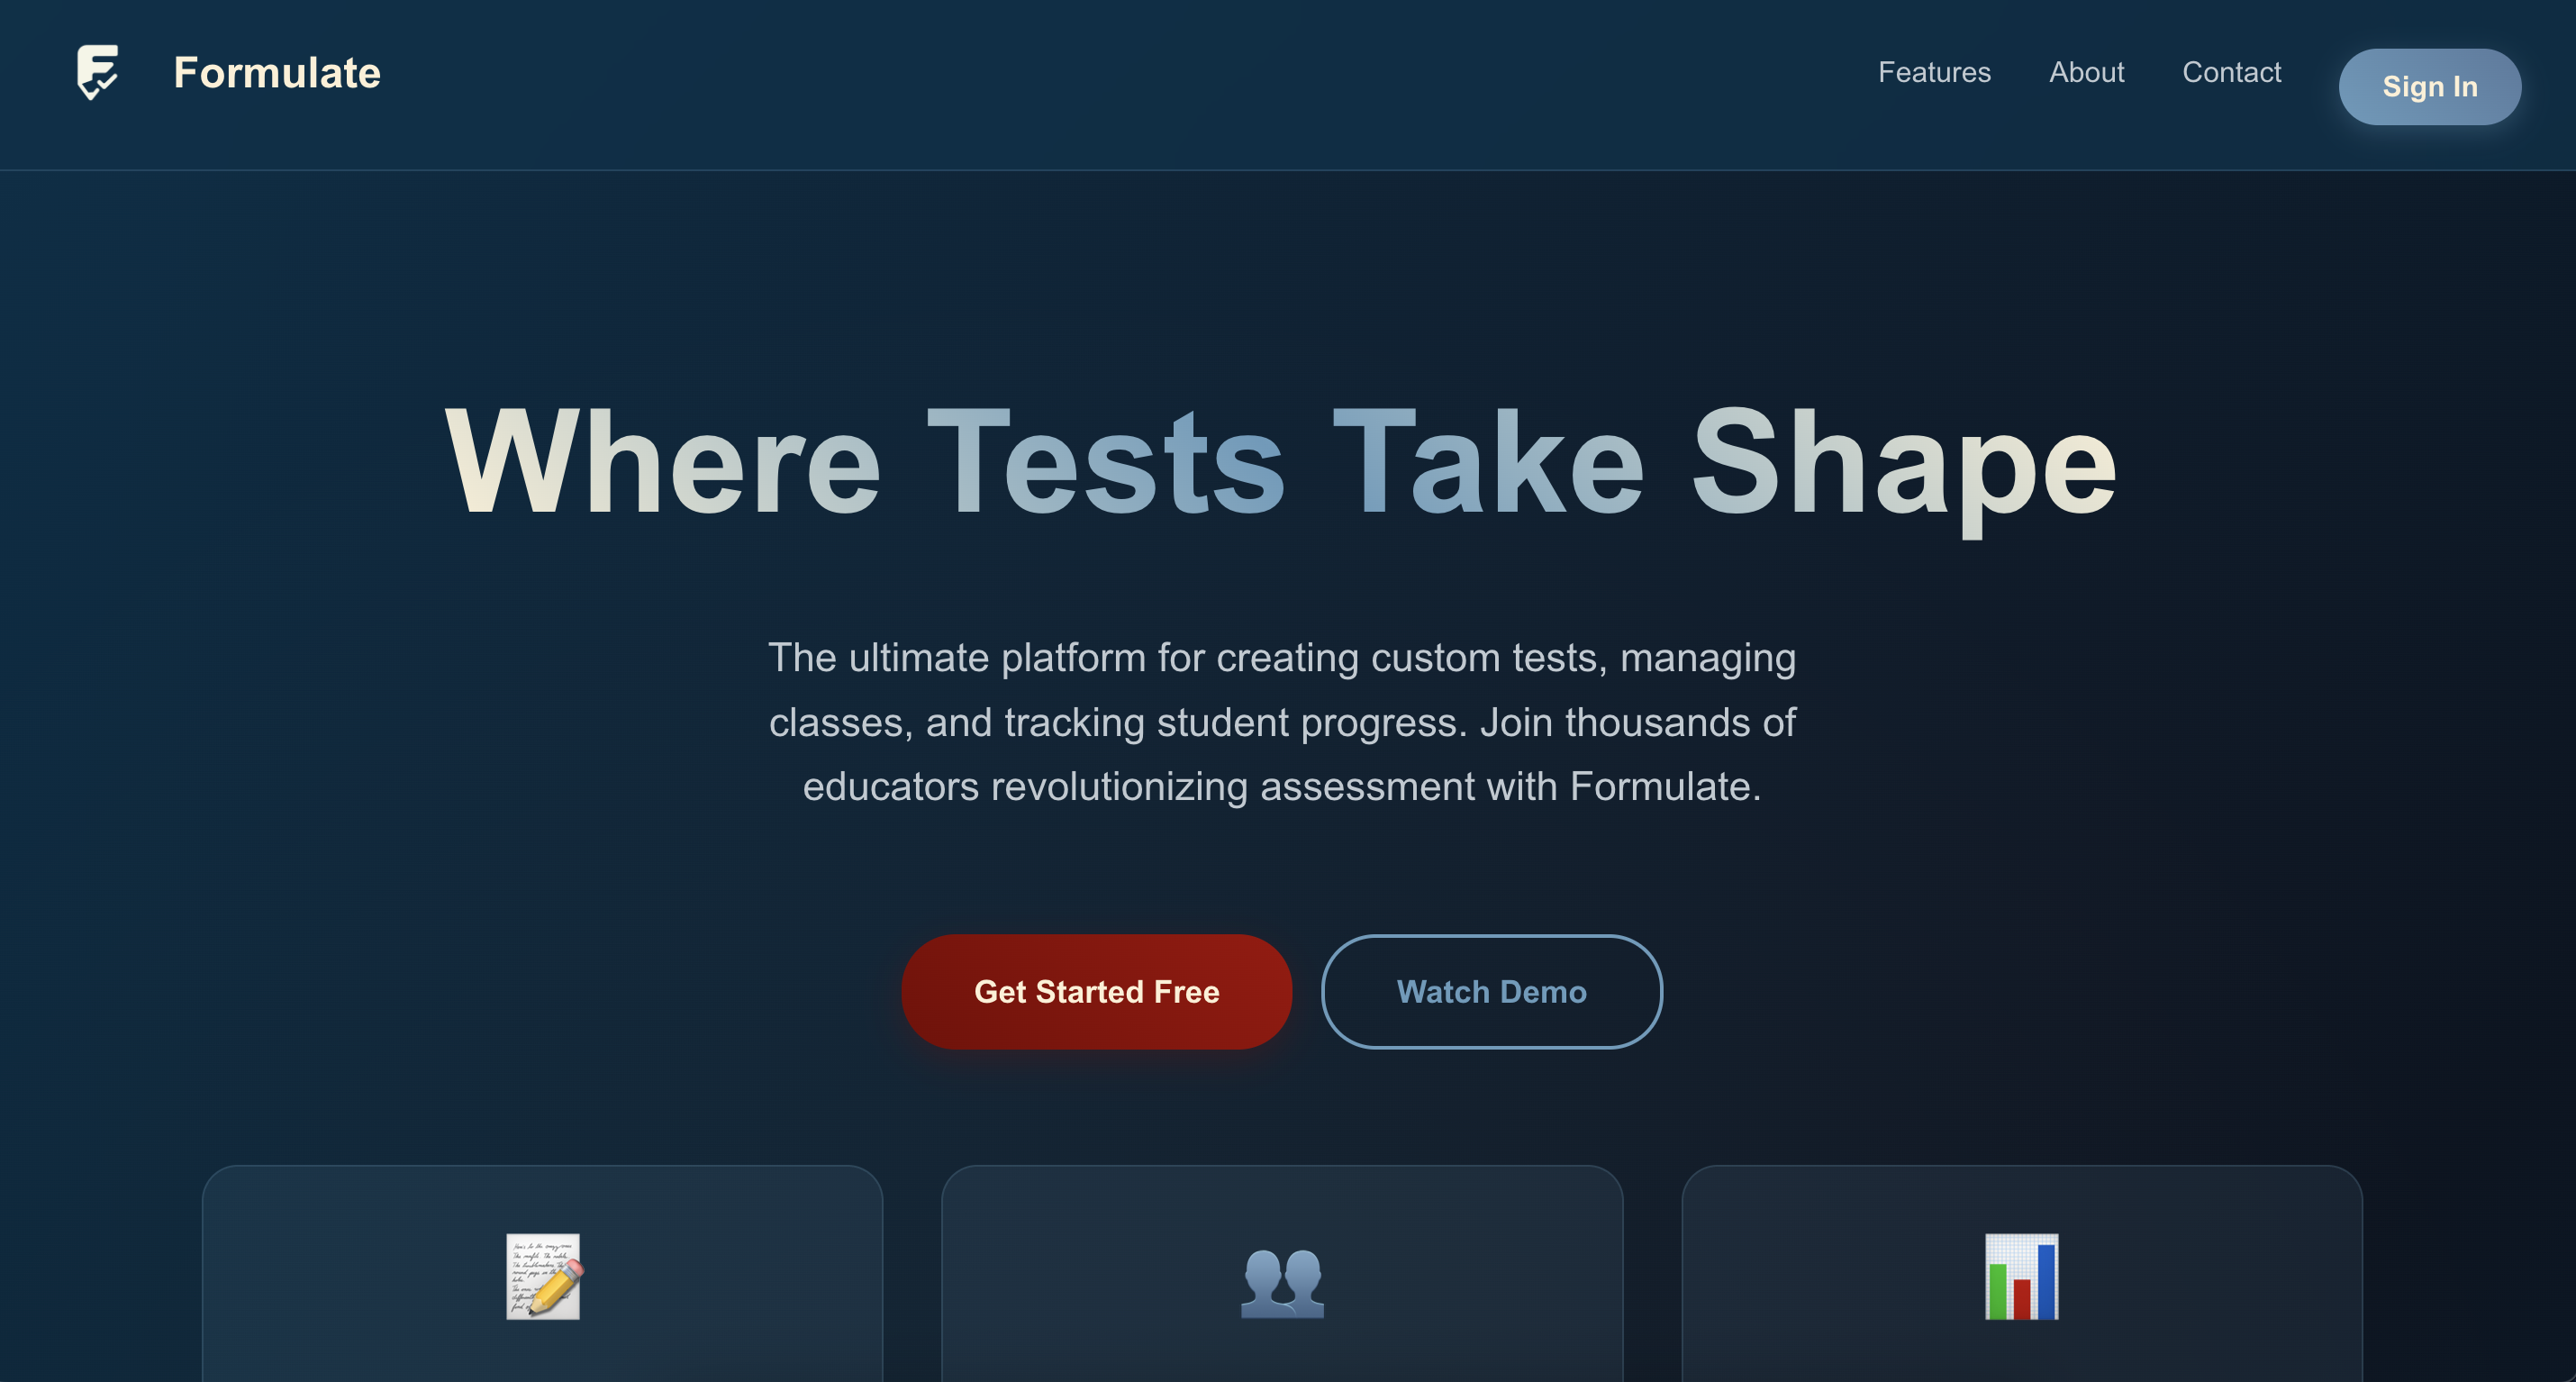 Formulate
Features
About
Contact
Sign In
Where Tests Take Shape
The ultimate platform for creating custom tests, managing
classes, and tracking student progress. Join thousands of
educators revolutionizing assessment with Formulate.
Get Started Free
Watch Demo